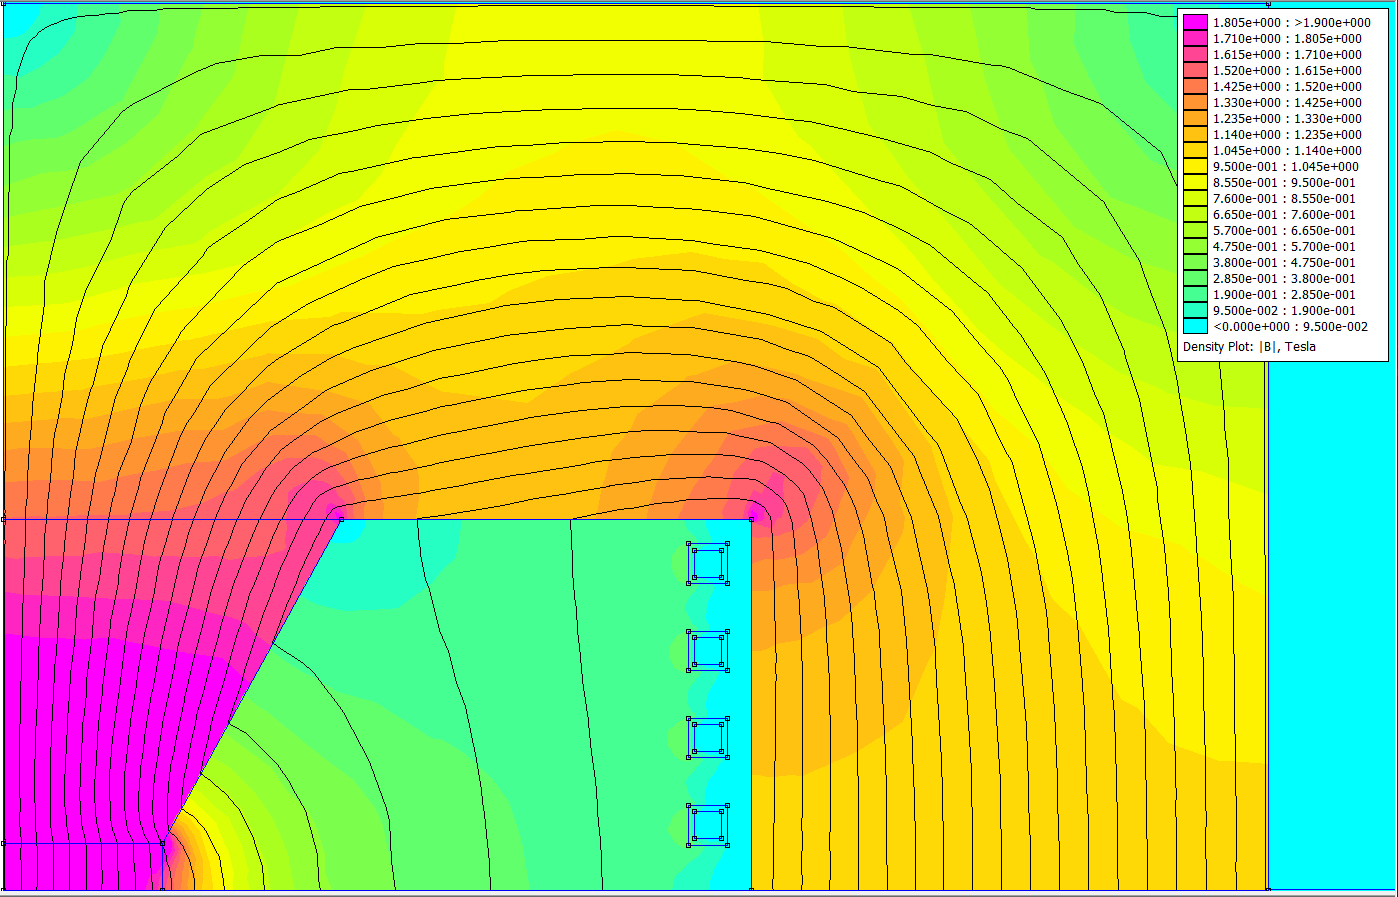 1.805e+000 : >1.900e+000
1.710e+000 : 1.805e+000
1.615e+000 : 1.710e+000
1.520e+000 : 1.615e+000
1.425e+000 : 1.520e+000
1.330e+000 : 1.425e+000
1.235e+000 : 1.330e+000
1.140e+000 : 1.235e+000
1.045e+000 : 1.140e+000
9.500e-001 : 1.045e+000
8.550e-001 : 9.500e-001
7.600e-001 : 8.550e-001
6.650e-001 : 7.600e-001
5.700e-001 : 6.650e-001
4.750e-001 : 5.700e-001
3.800e-001 : 4.750e-001
2.850e-001 : 3.800e-001
1.900e-001 : 2.850e-001
9.500e-002 : 1.900e-001
<0.000e+000 : 9.500e-002
Density Plot: |B|, Tesla